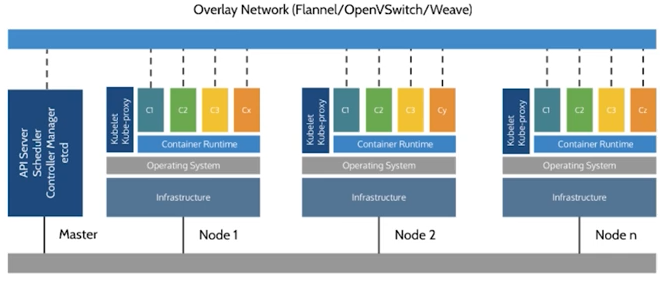 Overlay Network (Flannel/OpenVSwitch/Weave)
API Server
Scheduler
Controller Manager
etcd
Master
Kubelet
Kube-proxy
C1
C2
C3
Cx
Container Runtime
Operating System
Infrastructure
Node 1
Kubelet
Kube-proxy
C1
C2
C3
Cy
Container Runtime
Operating System
Infrastructure
Node 2
Kubelet
Kube-proxy
C1
C2
C3
Cz
Container Runtime
Operating System
Infrastructure
Node n